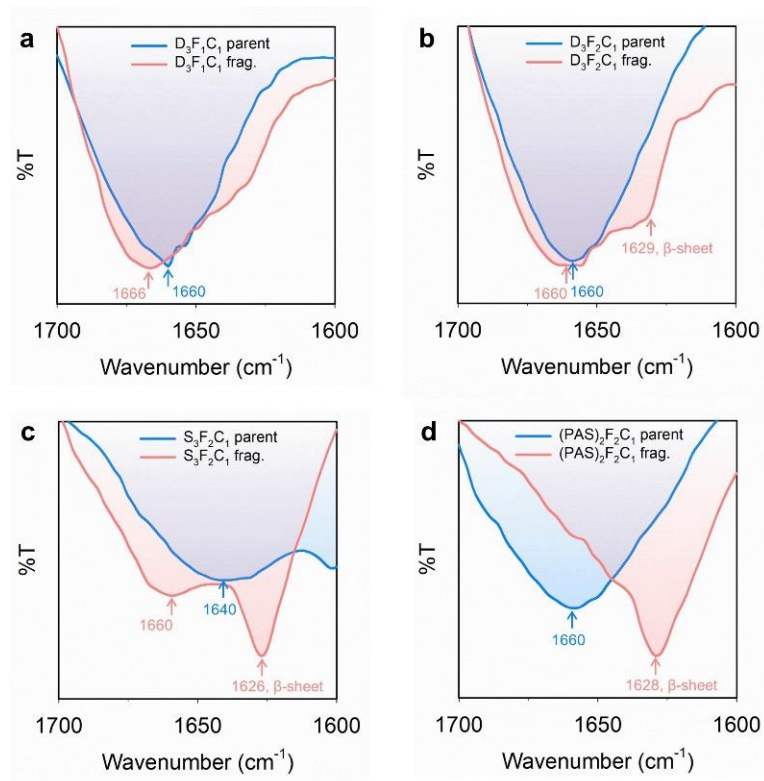 a
D₃F₁C₁ parent
D₃F₁C₁ frag.
%T
1666
1660
1700
1650
1600
Wavenumber (cm⁻¹)
b
D₃F₂C₁ parent
D₃F₂C₁ frag.
%T
1629, β-sheet
1660
1660
1700
1650
1600
Wavenumber (cm⁻¹)
c
S₃F₂C₁ parent
S₃F₂C₁ frag.
%T
1660
1640
1626, β-sheet
1700
1650
1600
Wavenumber (cm⁻¹)
d
(PAS)₂F₂C₁ parent
(PAS)₂F₂C₁ frag.
%T
1660
1628, β-sheet
1700
1650
1600
Wavenumber (cm⁻¹)